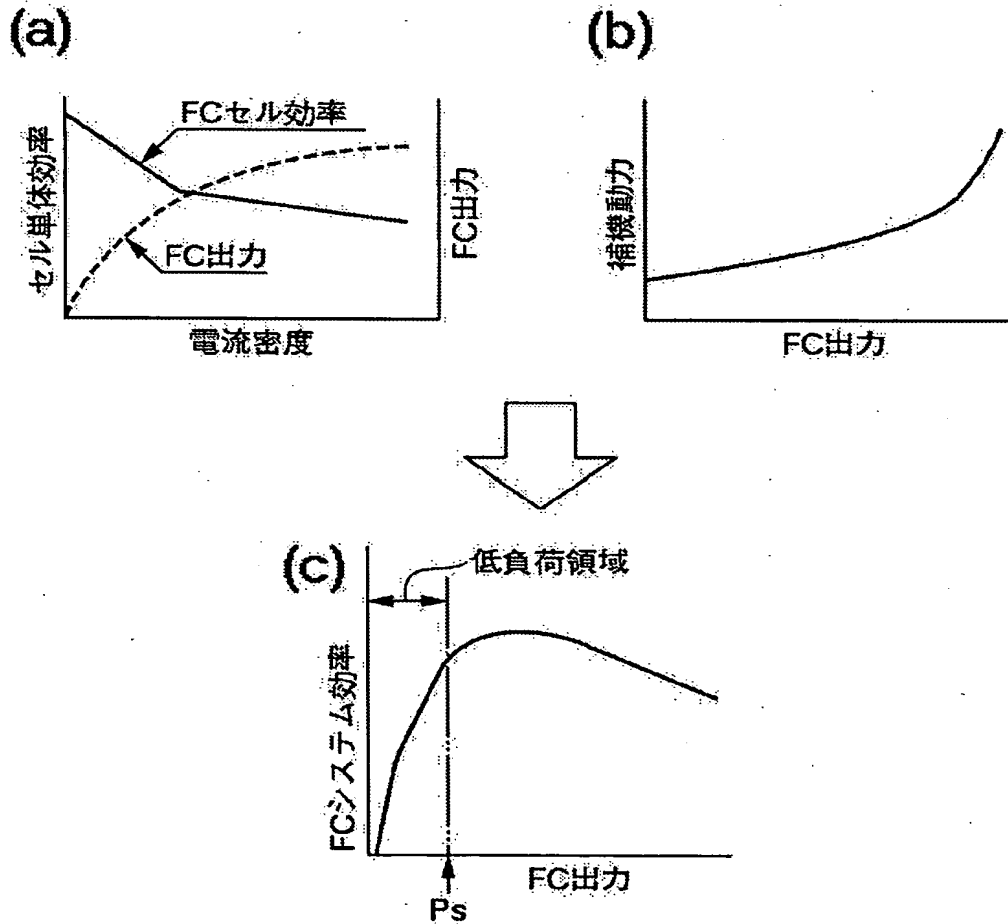 (a)
FCセル効率
セル単体効率
FC出力
FC出力
電流密度
(b)
補機動力
FC出力
(c)
低負荷領域
FCシステム効率
FC出力
Ps